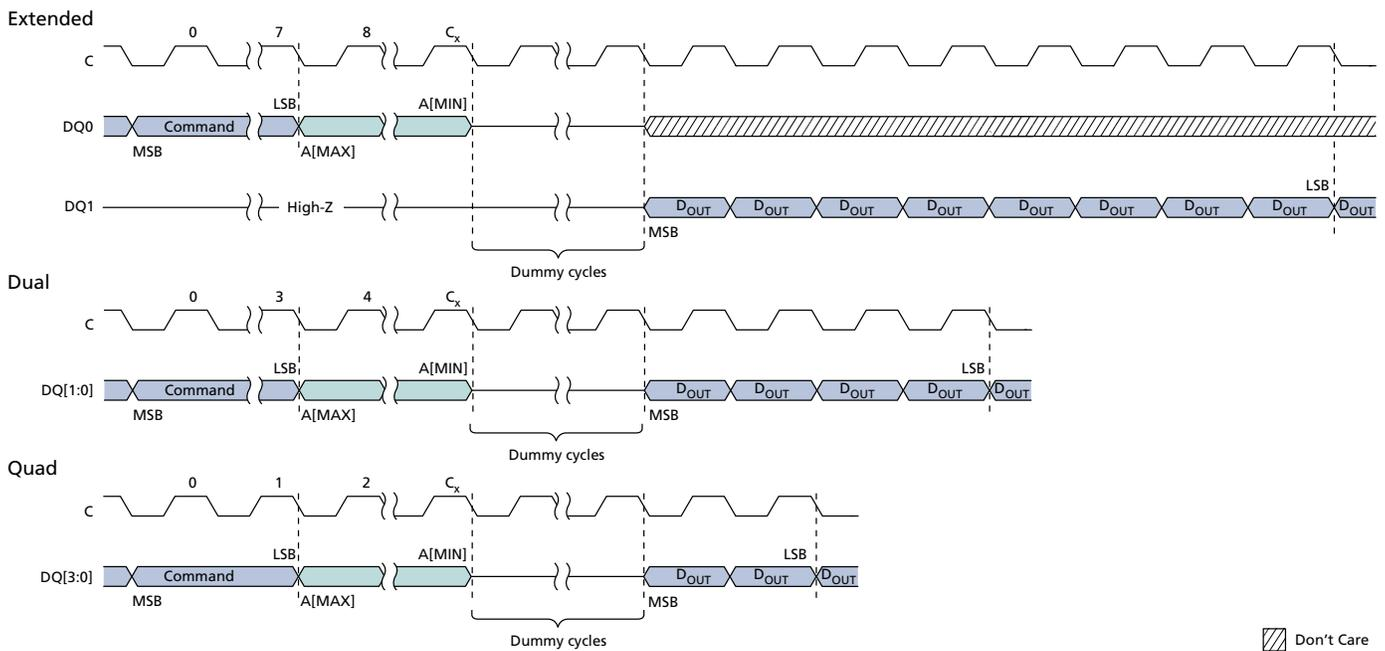 Extended
0 7 8 Cx
C
LSB A[MIN]
DQ0 Command
MSB A[MAX]
LSB
DQ1 High-Z DOUT DOUT DOUT DOUT DOUT DOUT DOUT DOUT DOUT
MSB
Dummy cycles
Dual
0 3 4 Cx
C
LSB A[MIN] LSB
DQ[1:0] Command DOUT DOUT DOUT DOUT DOUT
MSB A[MAX] MSB
Dummy cycles
Quad
0 1 2 Cx
C
LSB A[MIN] LSB
DQ[3:0] Command DOUT DOUT DOUT
MSB A[MAX] MSB
Dummy cycles
Don't Care